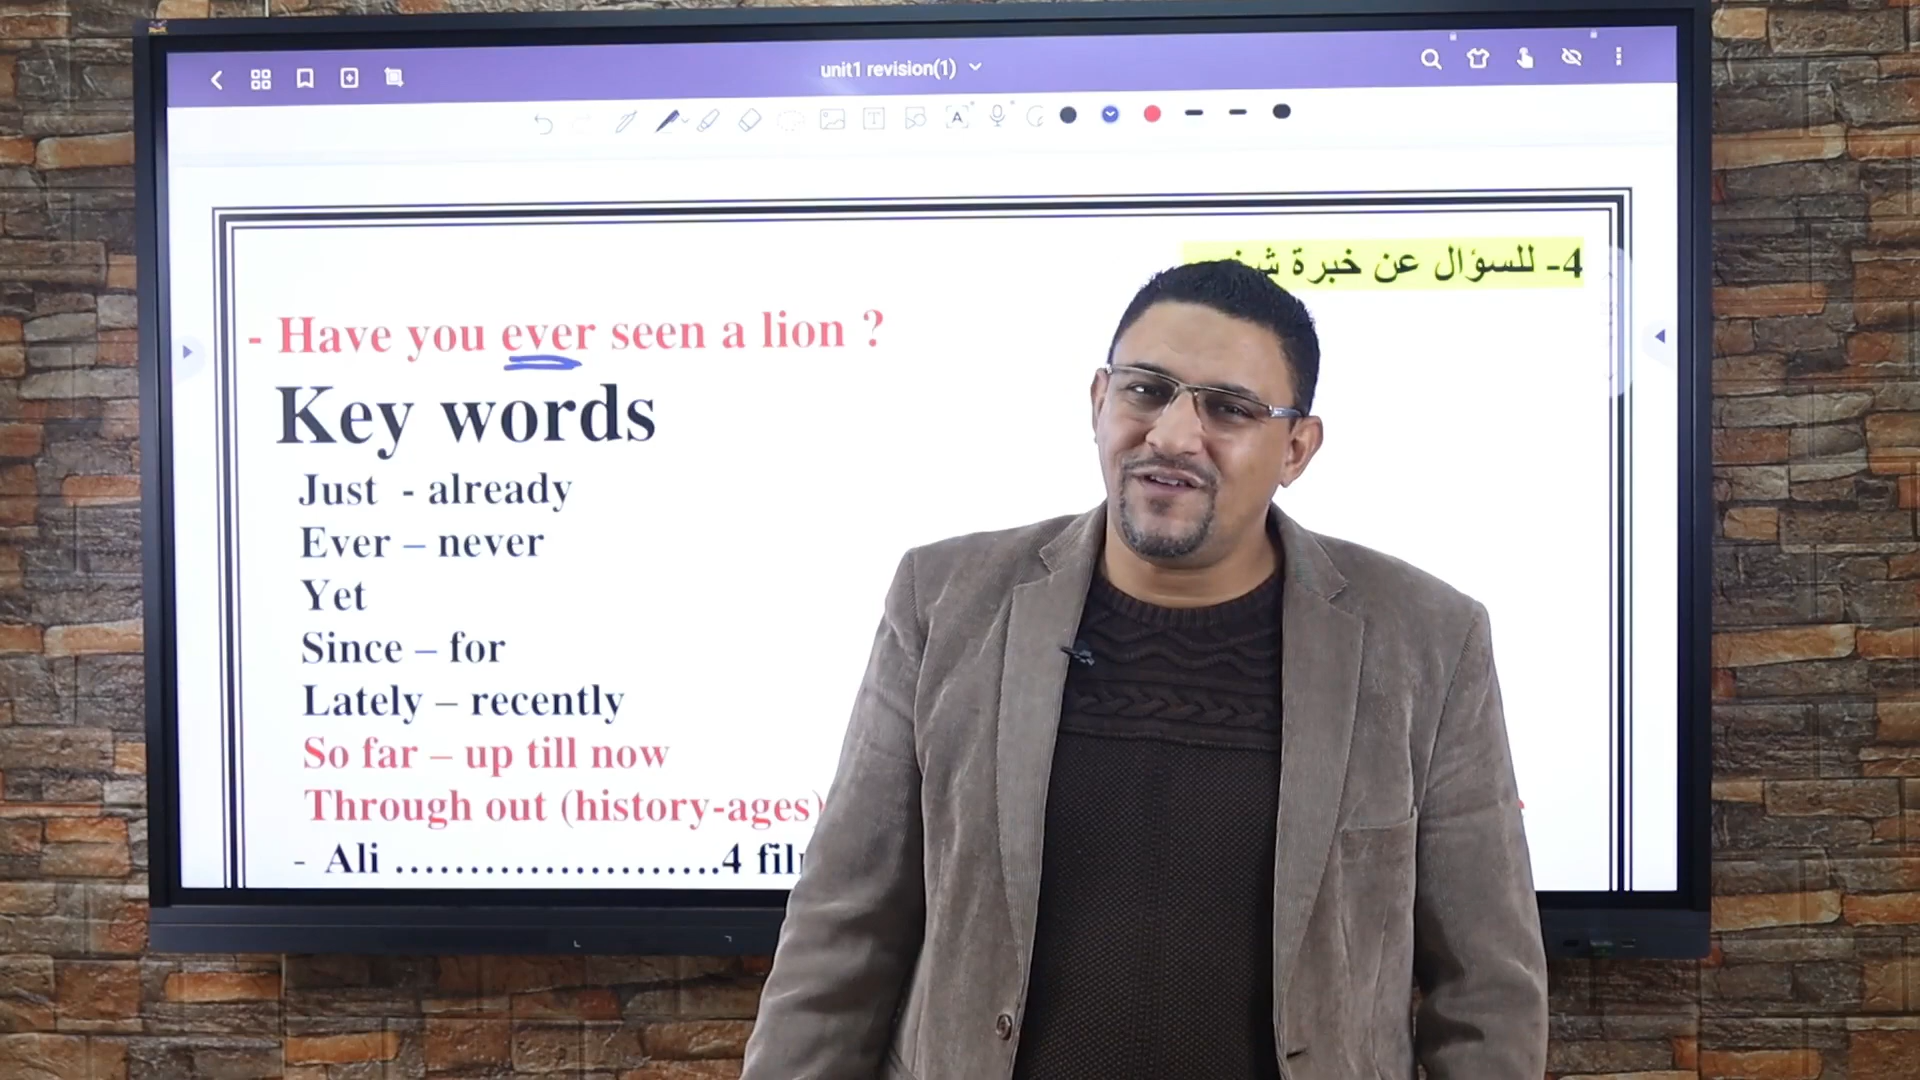 unit1 revision(1)
4- للسؤال عن خبرة
- Have you ever seen a lion ?
Key words
Just - already
Ever – never
Yet
Since – for
Lately – recently
So far – up till now
Through out (history-ages)
- Ali ......................4